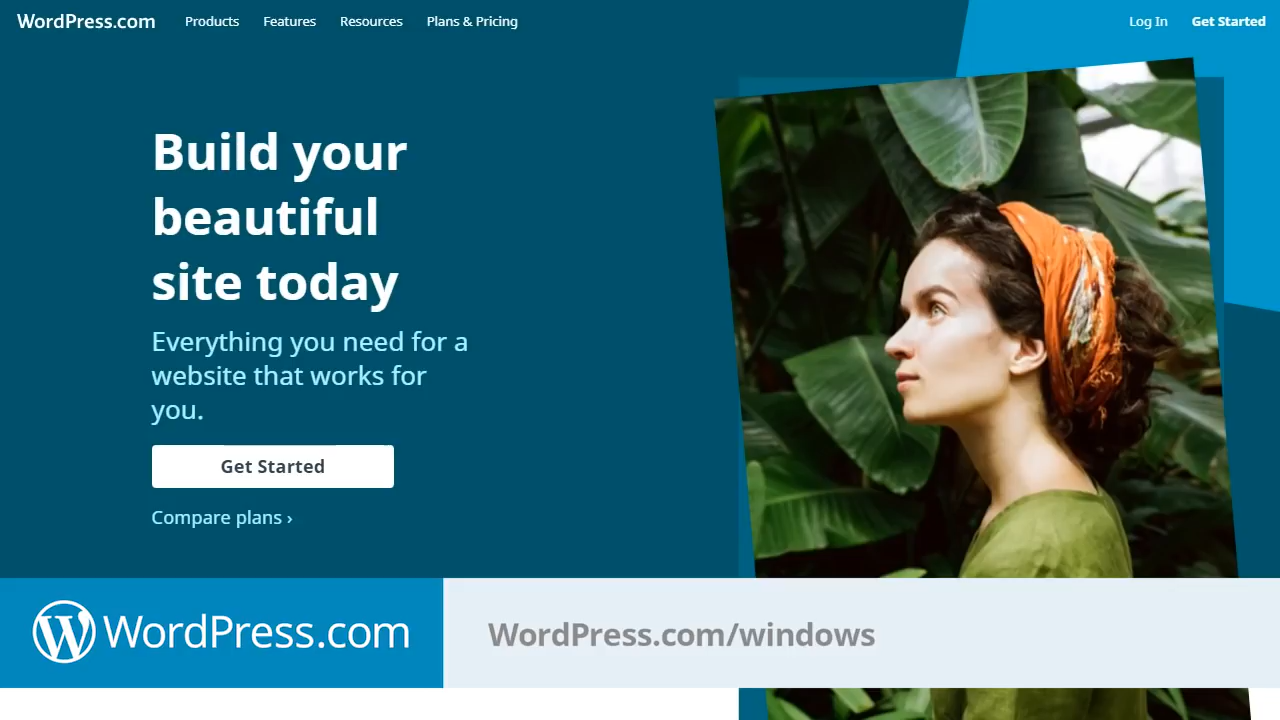 WordPress.com Products Features Resources Plans & Pricing Log In Get Started
Build your
beautiful
site today
Everything you need for a
website that works for
you.
Get Started
Compare plans ›
WordPress.com WordPress.com/windows